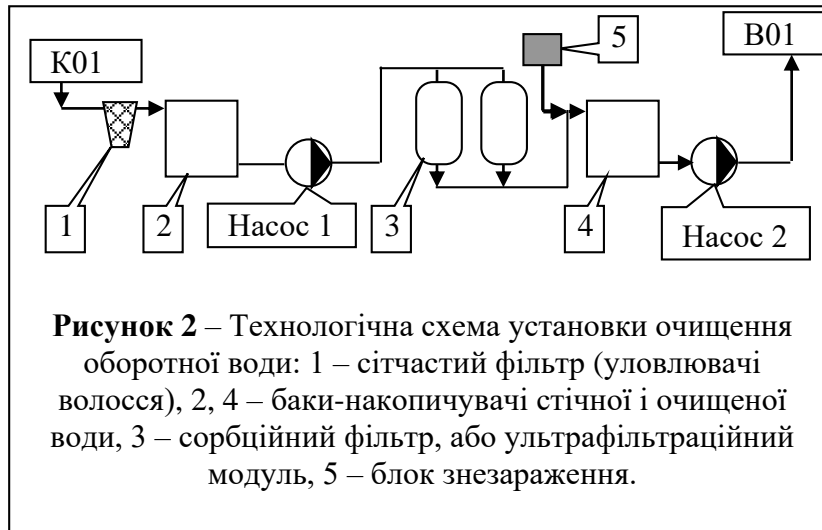 К01
5
В01
1
2
Насос 1
3
4
Насос 2
Рисунок 2 – Технологічна схема установки очищення
оборотної води: 1 – сітчастий фільтр (уловлювачі
волосся), 2, 4 – баки-накопичувачі стічної і очищеної
води, 3 – сорбційний фільтр, або ультрафільтраційний
модуль, 5 – блок знезараження.